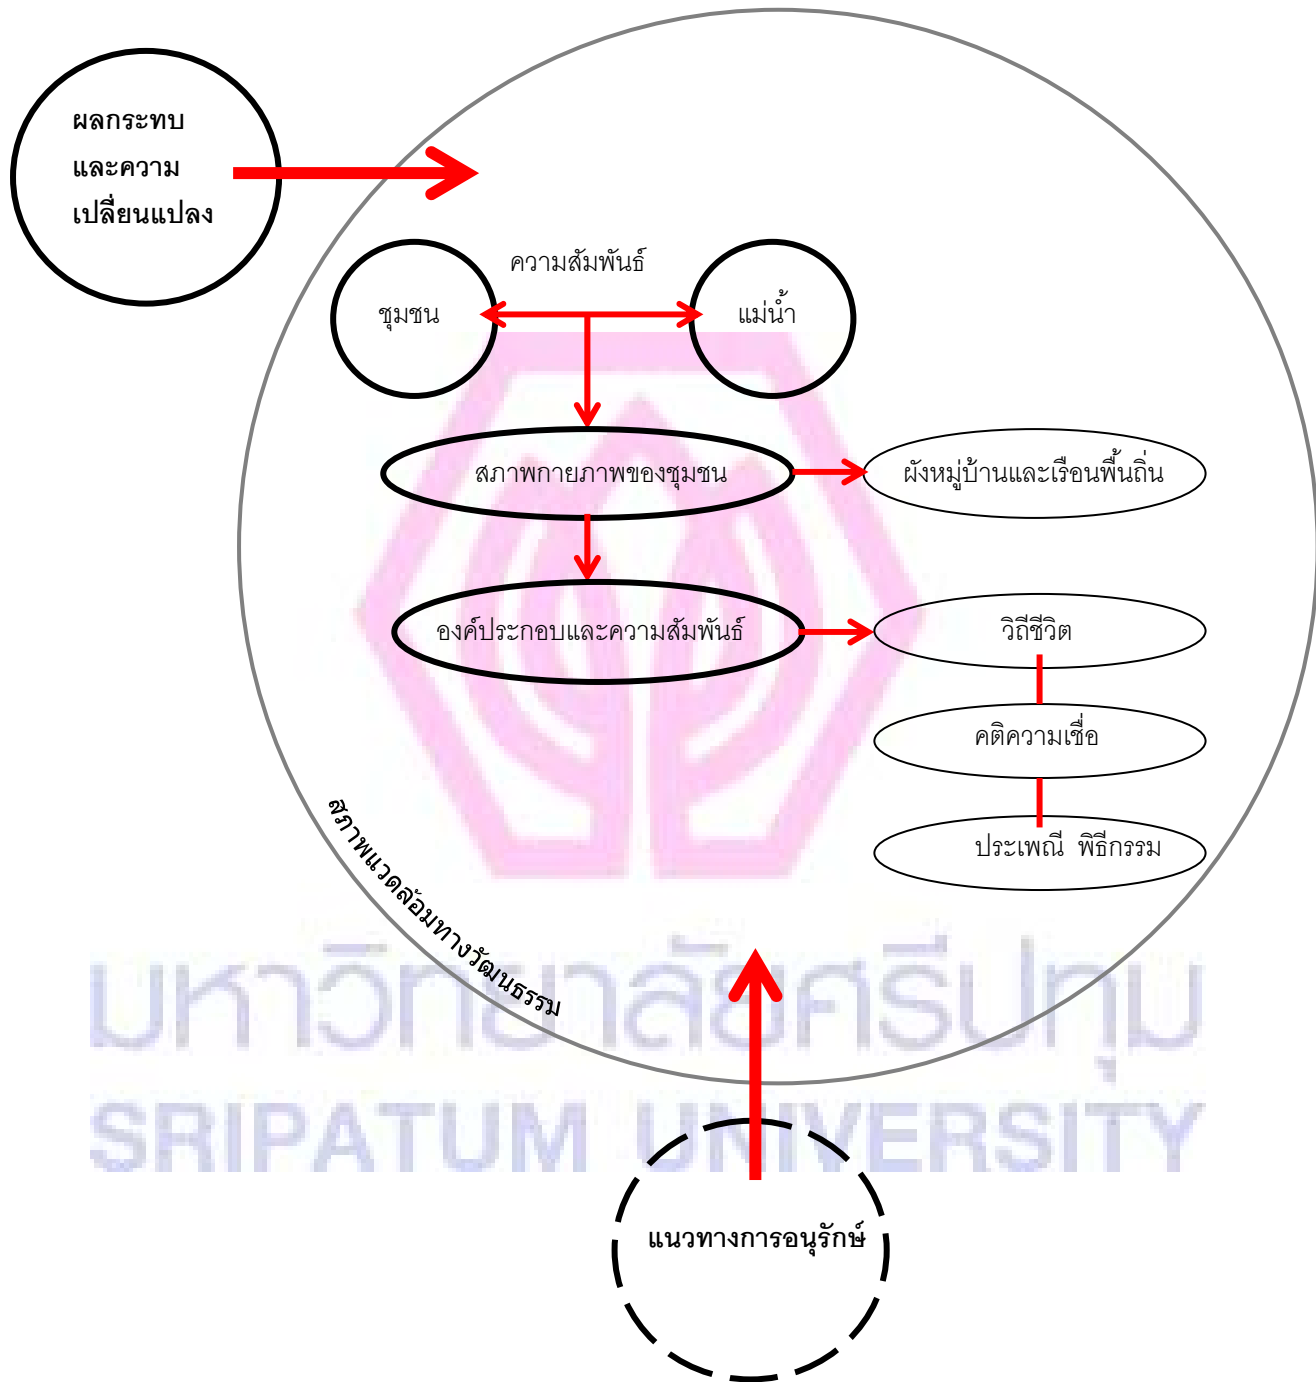 ผลกระทบ
และความ
เปลี่ยนแปลง
ความสัมพันธ์
ชุมชน
แม่น้ำ
สภาพกายภาพของชุมชน
ผังหมู่บ้านและเรือนพื้นถิ่น
องค์ประกอบและความสัมพันธ์
วิถีชีวิต
คติความเชื่อ
ประเพณี พิธีกรรม
สภาพแวดล้อมทางวัฒนธรรม
มหาวิทยาลัยศรีปทุม
SRIPATUM UNIVERSITY
แนวทางการอนุรักษ์